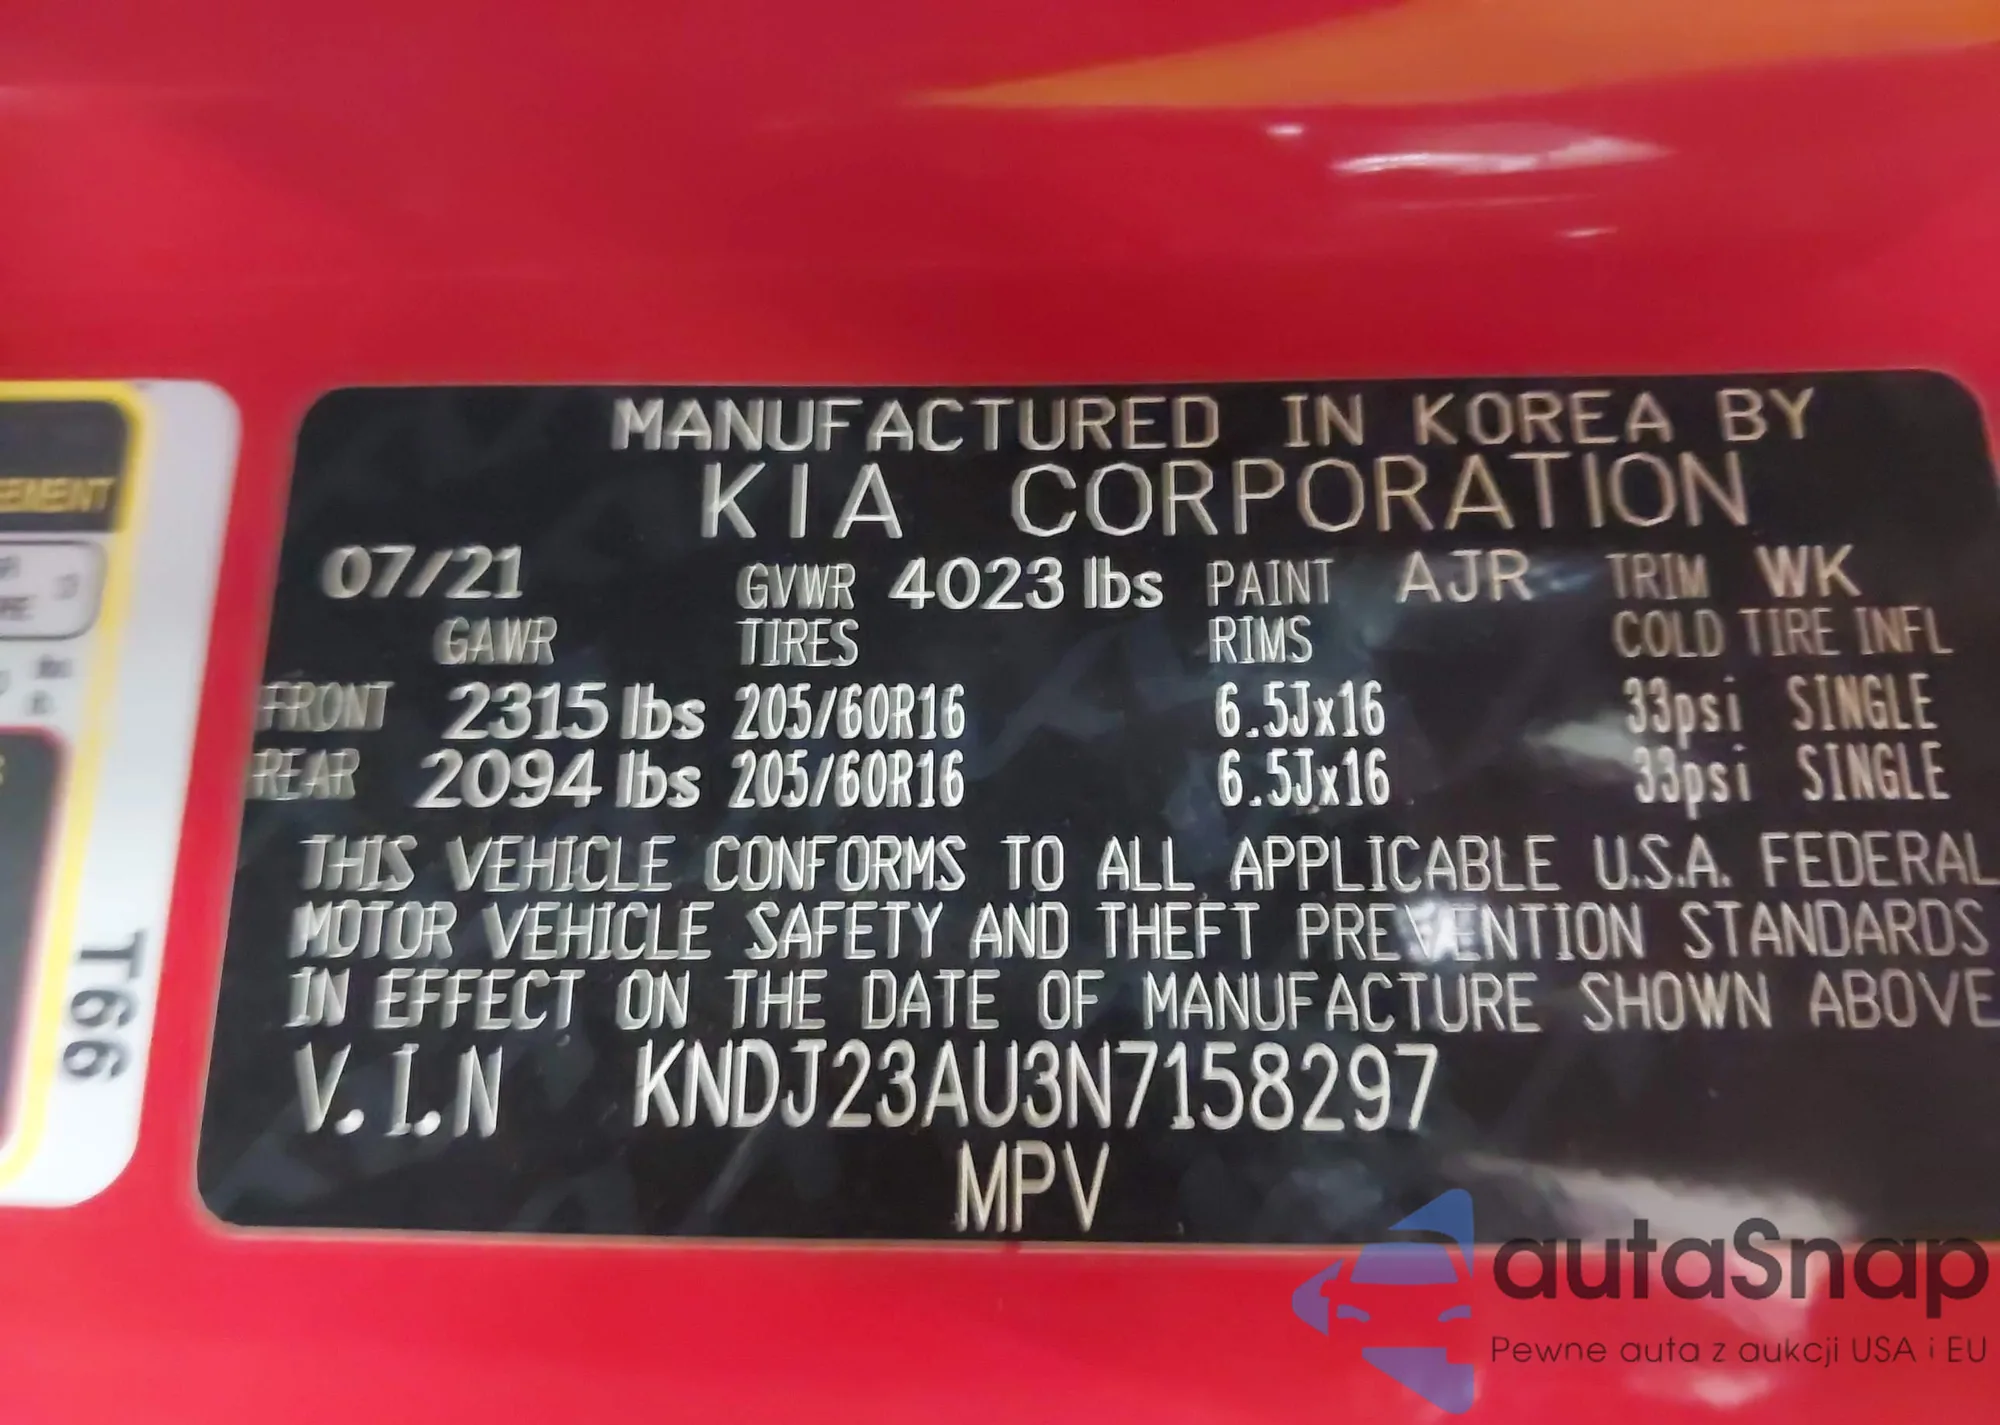 MANUFACTURED IN KOREA BY
KIA CORPORATION
07/21 GVWR 4023 lbs PAINT AJR TRIM WK
GAWR TIRES RIMS COLD TIRE INFL
FRONT 2315 lbs 205/60R16 6.5Jx16 33psi SINGLE
REAR 2094 lbs 205/60R16 6.5Jx16 33psi SINGLE
THIS VEHICLE CONFORMS TO ALL APPLICABLE U.S.A. FEDERAL
MOTOR VEHICLE SAFETY AND THEFT PREVENTION STANDARDS
IN EFFECT ON THE DATE OF MANUFACTURE SHOWN ABOVE
V.I.N KNDJ23AU3N7158297
MPV
T66
autaSnap
Pewne auta z aukcji USA i EU